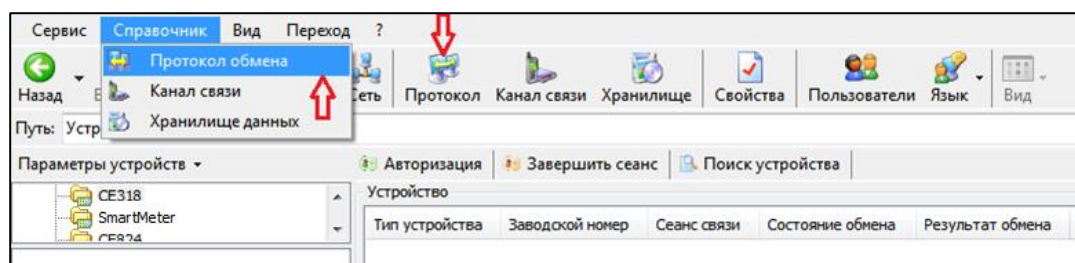 Сервис Справочник Вид Переход ?
Протокол обмена
Канал связи
Хранилище данных
Назад Сеть Протокол Канал связи Хранилище Свойства Пользователи Язык Вид
Путь: Устр
Параметры устройств Авторизация Завершить сеанс Поиск устройства
CE318
SmartMeter
CE824
Устройство
Тип устройства Заводской номер Сеанс связи Состояние обмена Результат обмена